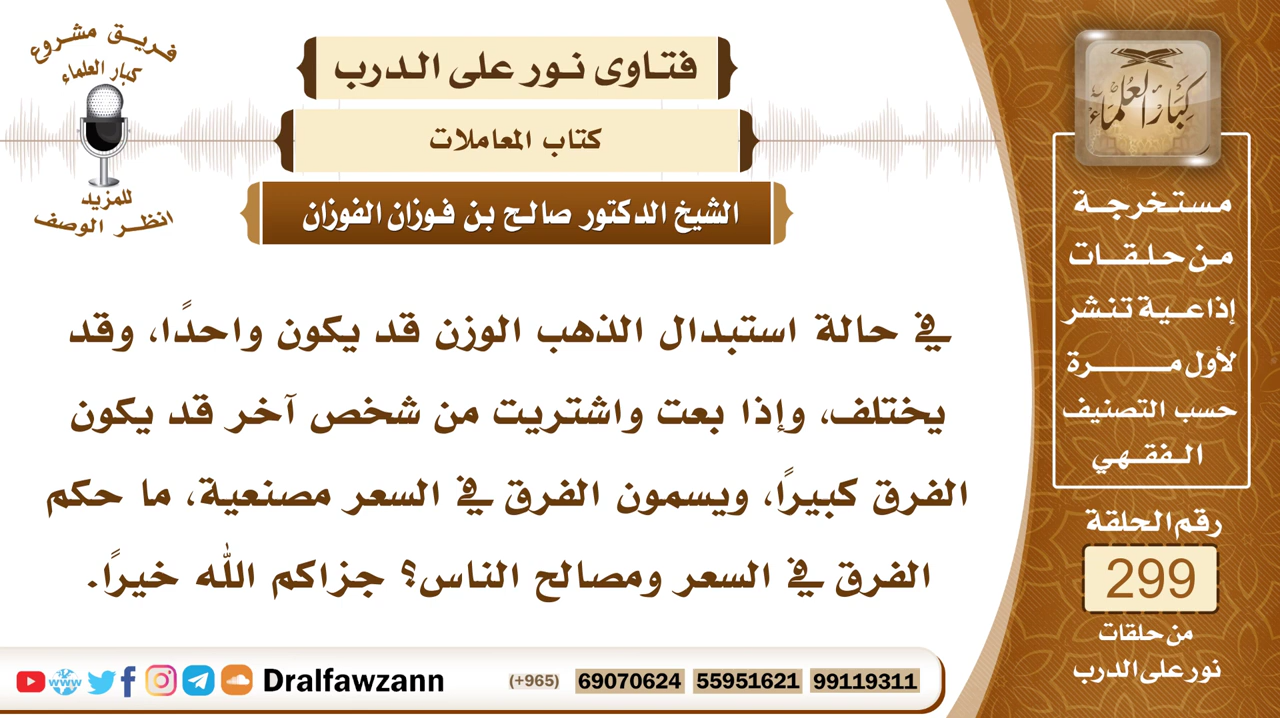 فريق مشروع
كبار العلماء
للمزيد
انظر الوصف
فتاوى نور على الدرب
كتاب المعاملات
الشيخ الدكتور صالح بن فوزان الفوزان
في حالة استبدال الذهب الوزن قد يكون واحدًا، وقد
يختلف، وإذا بعت واشتريت من شخص آخر قد يكون
الفرق كبيرًا، ويسمون الفرق في السعر مصنعية، ما حكم
الفرق في السعر ومصالح الناس؟ جزاكم الله خيرًا.
كبار العلماء
مستخرجة
من حلقات
إذاعية تنشر
لأول مرة
حسب التصنيف
الفقهي
رقم الحلقة
299
من حلقات
نور على الدرب
www Dralfawzann (+965) 69070624 55951621 99119311